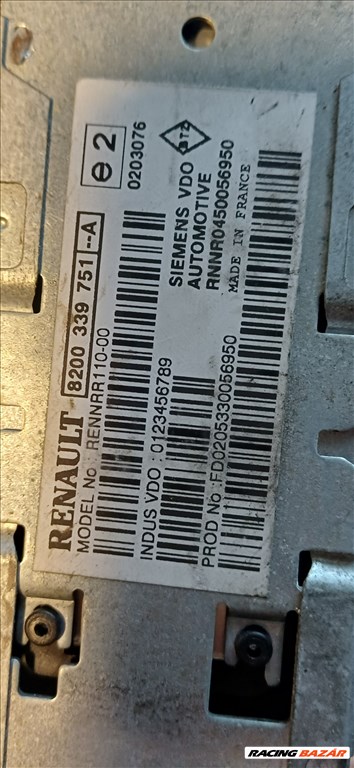 RENAULT 8200 339 751 --A e2
MODEL No : RENNRR110-00 0203076
INDUS VDO : 0123456789
SIEMENS VDO
AUTOMOTIVE
RNNR0450056950
MADE IN FRANCE
PROD No : FD0205330056950
BTZ
RACING BAZÁR